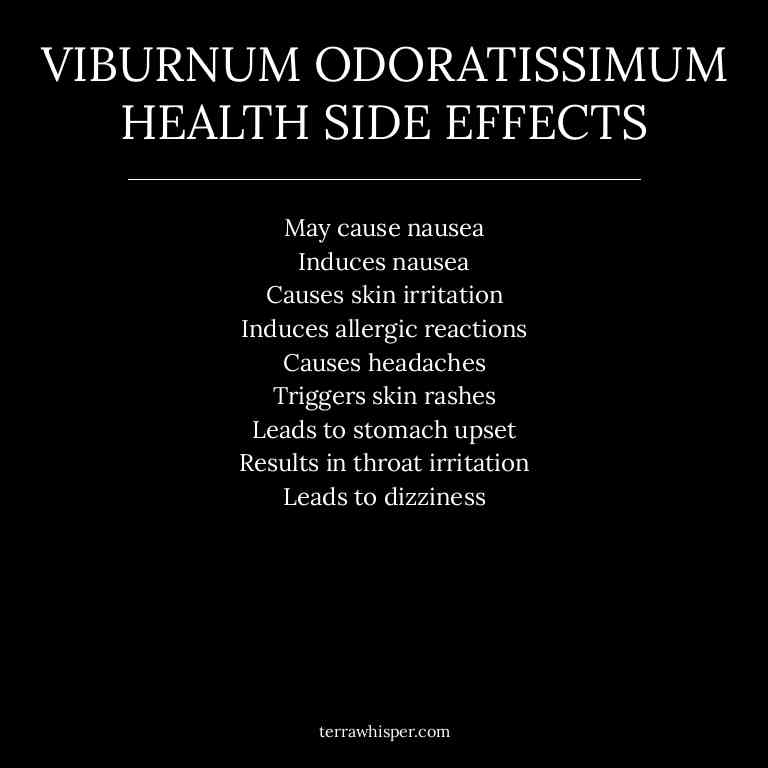 VIBURNUM ODORATISSIMUM
HEALTH SIDE EFFECTS
May cause nausea
Induces nausea
Causes skin irritation
Induces allergic reactions
Causes headaches
Triggers skin rashes
Leads to stomach upset
Results in throat irritation
Leads to dizziness
terrawhisper.com